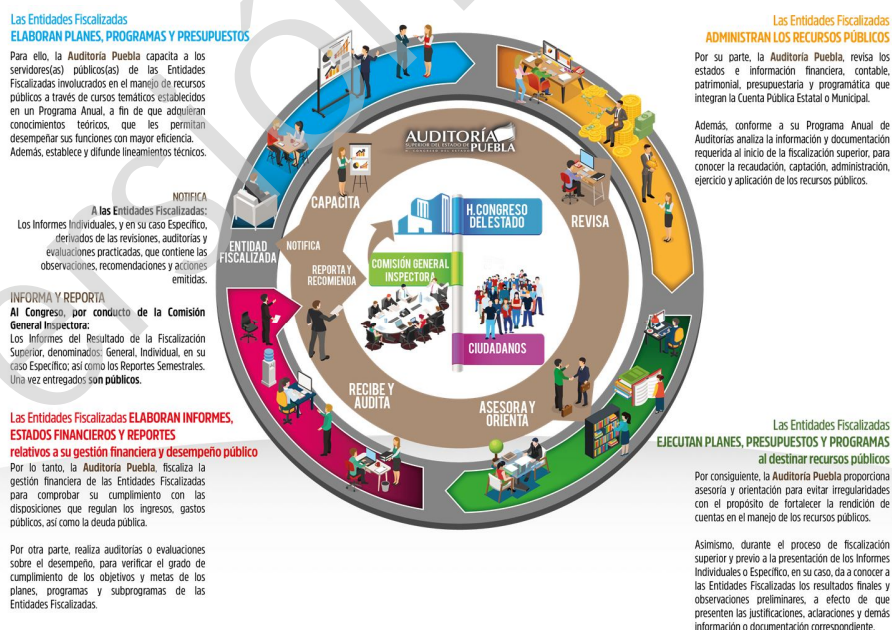 Las Entidades Fiscalizadas
ELABORAN PLANES, PROGRAMAS Y PRESUPUESTOS
Para ello, la Auditoría Puebla capacita a los
servidores(as) públicos(as) de las Entidades
Fiscalizadas involucrados en el manejo de recursos
públicos a través de cursos temáticos establecidos
en un Programa Anual, a fin de que adquieran
conocimientos teóricos, que les permitan
desempeñar sus funciones con mayor eficiencia.
Además, establece y difunde lineamientos técnicos.
NOTIFICA
A las Entidades Fiscalizadas:
Los Informes Individuales, y en su caso Específico,
derivados de las revisiones, auditorías y
evaluaciones practicadas, que contiene las
observaciones, recomendaciones y acciones
emitidas.
INFORMA Y REPORTA
Al Congreso, por conducto de la Comisión
General Inspectora:
Los Informes del Resultado de la Fiscalización
Superior, denominados: General, Individual, en su
caso Específico; así como los Reportes Semestrales.
Una vez entregados son públicos.
Las Entidades Fiscalizadas ELABORAN INFORMES,
ESTADOS FINANCIEROS Y REPORTES
relativos a su gestión financiera y desempeño público
Por lo tanto, la Auditoría Puebla, fiscaliza la
gestión financiera de las Entidades Fiscalizadas
para comprobar su cumplimiento con las
disposiciones que regulan los ingresos, gastos
públicos, así como la deuda pública.
Por otra parte, realiza auditorías o evaluaciones
sobre el desempeño, para verificar el grado de
cumplimiento de los objetivos y metas de los
planes, programas y subprogramas de las
Entidades Fiscalizadas.
AUDITORÍA
SUPERIOR DEL ESTADO
PUEBLA
CAPACITA
REVISA
ENTIDAD
FISCALIZADA
NOTIFICA
REPORTA Y
RECOMIENDA
H. CONGRESO
DEL ESTADO
COMISIÓN GENERAL
INSPECTORA
CIUDADANOS
RECIBE Y
AUDITA
ASESORA Y
ORIENTA
Las Entidades Fiscalizadas
ADMINISTRAN LOS RECURSOS PÚBLICOS
Por su parte, la Auditoría Puebla, revisa los
estados e información financiera, contable,
patrimonial, presupuestaria y programática que
integran la Cuenta Pública Estatal o Municipal.
Además, conforme a su Programa Anual de
Auditorías analiza la información y documentación
requerida al inicio de la fiscalización superior, para
conocer la recaudación, captación, administración,
ejercicio y aplicación de los recursos públicos.
Las Entidades Fiscalizadas
EJECUTAN PLANES, PRESUPUESTOS Y PROGRAMAS
al destinar recursos públicos
Por consiguiente, la Auditoría Puebla proporciona
asesoría y orientación para evitar irregularidades
con el propósito de fortalecer la rendición de
cuentas en el manejo de los recursos públicos.
Asimismo, durante el proceso de fiscalización
superior y previo a la presentación de los Informes
Individuales o Específico, en su caso, da a conocer a
las Entidades Fiscalizadas los resultados finales y
observaciones preliminares, a efecto de que
presenten las justificaciones, aclaraciones y demás
información o documentación correspondiente.